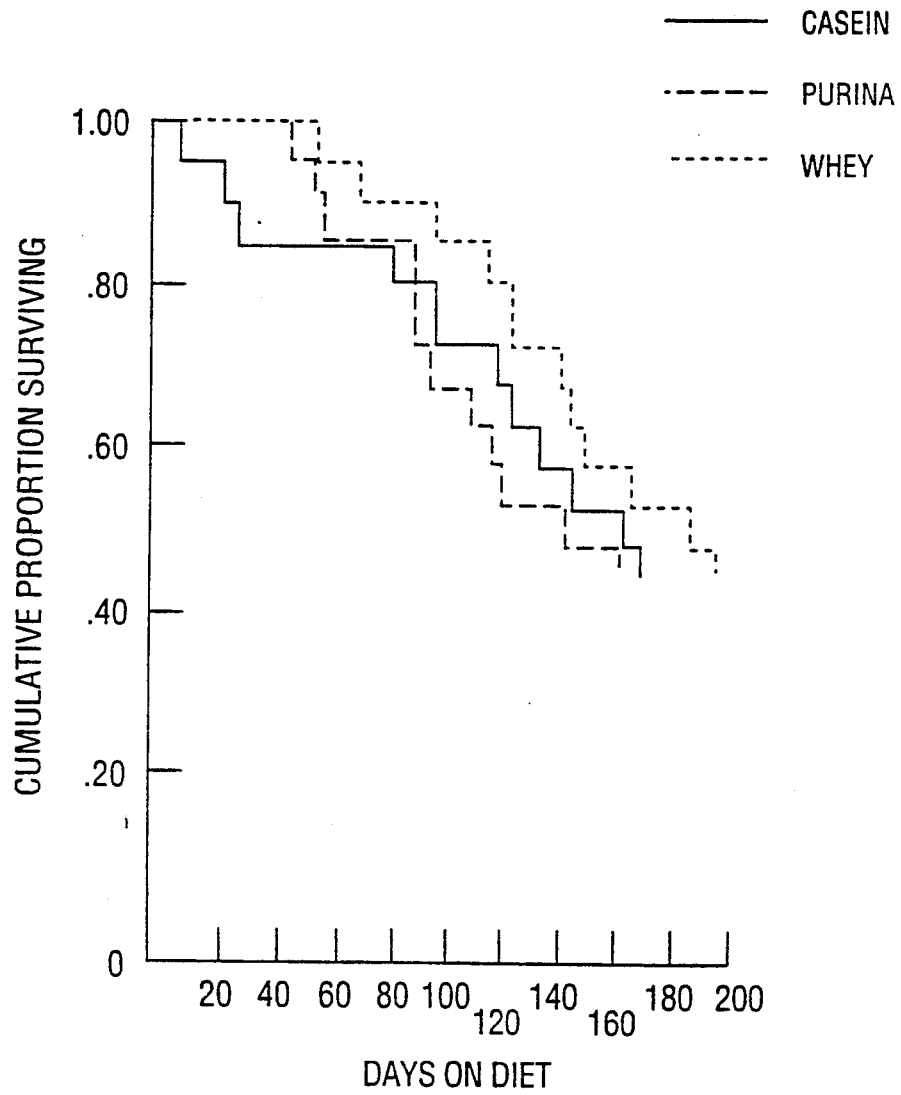 CASEIN
PURINA
WHEY
1.00
.80
.60
.40
.20
0
CUMULATIVE PROPORTION SURVIVING
20 40 60 80 100 120 140 160 180 200
DAYS ON DIET